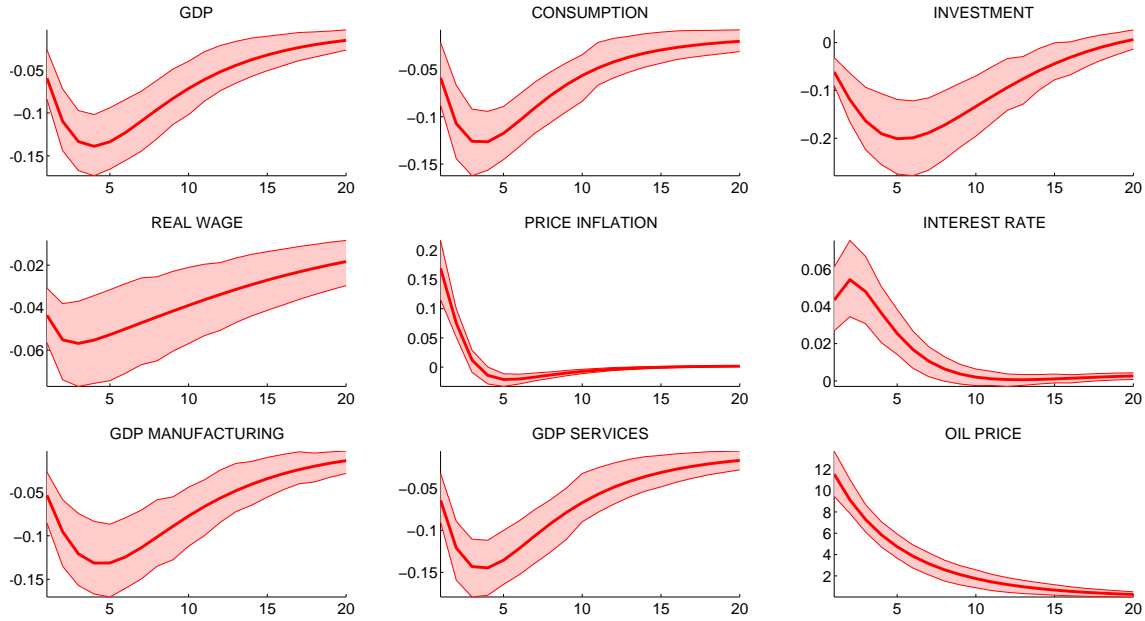 GDP
-0.05
-0.1
-0.15
5 10 15 20
CONSUMPTION
−0.05
−0.1
−0.15
5 10 15 20
INVESTMENT
0
−0.1
−0.2
5 10 15 20
REAL WAGE
-0.02
-0.04
-0.06
5 10 15 20
PRICE INFLATION
0.2
0.15
0.1
0.05
0
5 10 15 20
INTEREST RATE
0.06
0.04
0.02
0
5 10 15 20
GDP MANUFACTURING
-0.05
-0.1
-0.15
5 10 15 20
GDP SERVICES
−0.05
−0.1
−0.15
5 10 15 20
OIL PRICE
12
10
8
6
4
2
5 10 15 20